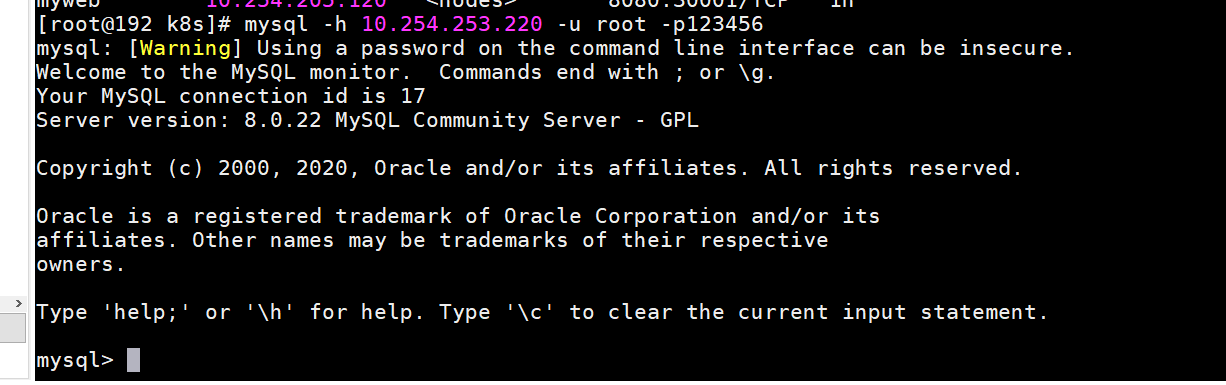 myweb 10.254.205.120 <nodes> 8080:30001/TCP 1h
[root@192 k8s]# mysql -h 10.254.253.220 -u root -p123456
mysql: [Warning] Using a password on the command line interface can be insecure.
Welcome to the MySQL monitor.  Commands end with ; or \g.
Your MySQL connection id is 17
Server version: 8.0.22 MySQL Community Server - GPL

Copyright (c) 2000, 2020, Oracle and/or its affiliates. All rights reserved.

Oracle is a registered trademark of Oracle Corporation and/or its
affiliates. Other names may be trademarks of their respective
owners.

Type 'help;' or '\h' for help. Type '\c' to clear the current input statement.

mysql>